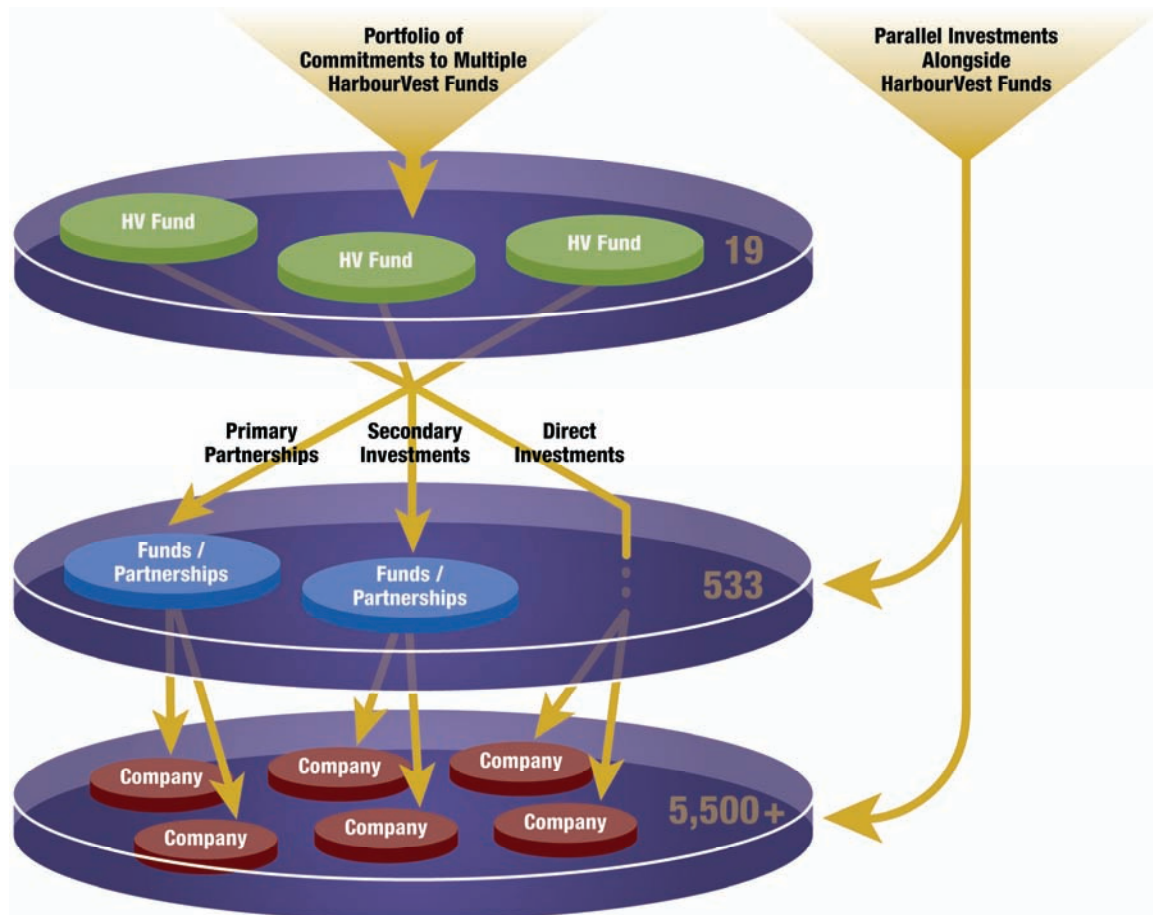 Portfolio of
Commitments to Multiple
HarbourVest Funds
Parallel Investments
Alongside
HarbourVest Funds
HV Fund
HV Fund
HV Fund
19
Primary
Partnerships
Secondary
Investments
Direct
Investments
Funds /
Partnerships
Funds /
Partnerships
533
Company
Company
Company
Company
Company
Company
5,500+